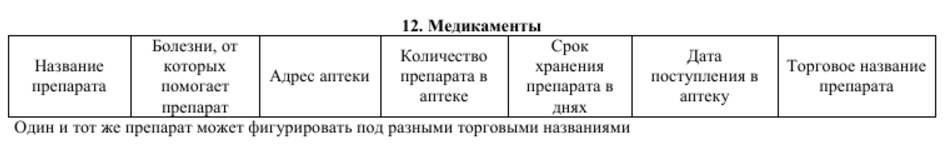 12. Медикаменты
Название
препарата
Болезни, от
которых
помогает
препарат
Адрес аптеки
Количество
препарата в
аптеке
Срок
хранения
препарата в
днях
Дата
поступления в
аптеку
Торговое название
препарата
Один и тот же препарат может фигурировать под разными торговыми названиями